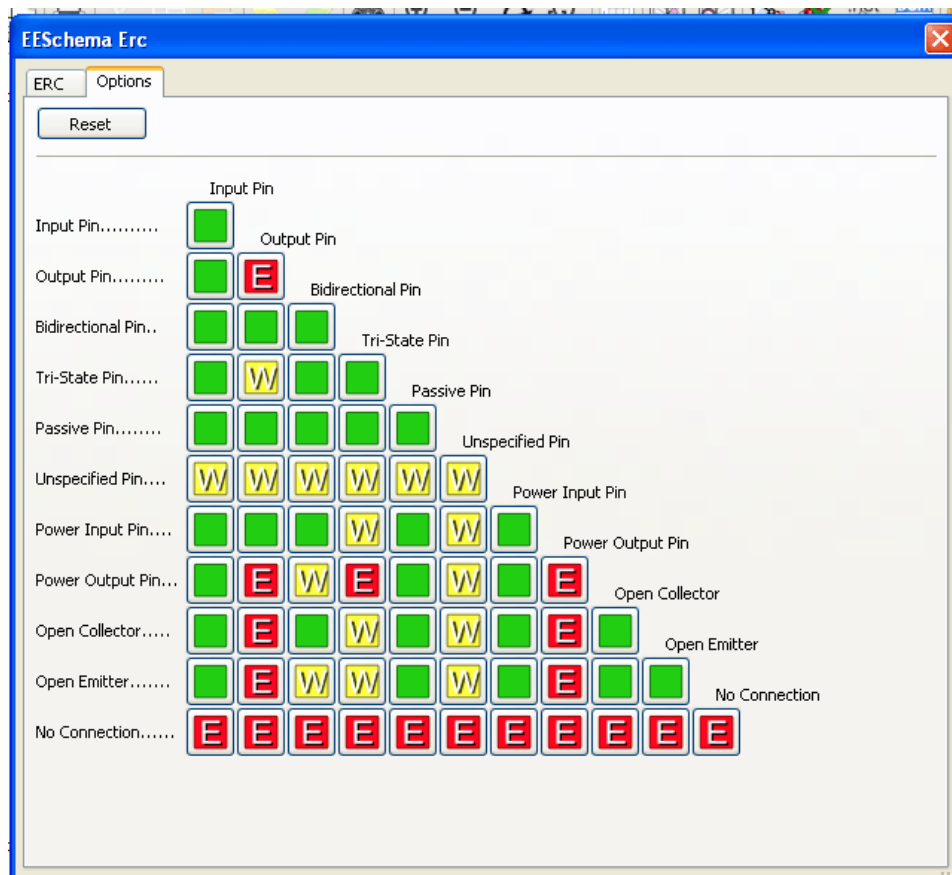 EESchema Erc
ERC Options
Reset
Input Pin
Input Pin..........
Output Pin
Output Pin.........
E
Bidirectional Pin
Bidirectional Pin..
Tri-State Pin
Tri-State Pin......
W
Passive Pin
Passive Pin........
Unspecified Pin
Unspecified Pin....
W W W W W W
Power Input Pin
Power Input Pin....
W W
Power Output Pin
Power Output Pin...
E W E W E
Open Collector
Open Collector.....
E W W E
Open Emitter
Open Emitter.......
E W W W E
No Connection
No Connection......
E E E E E E E E E E E